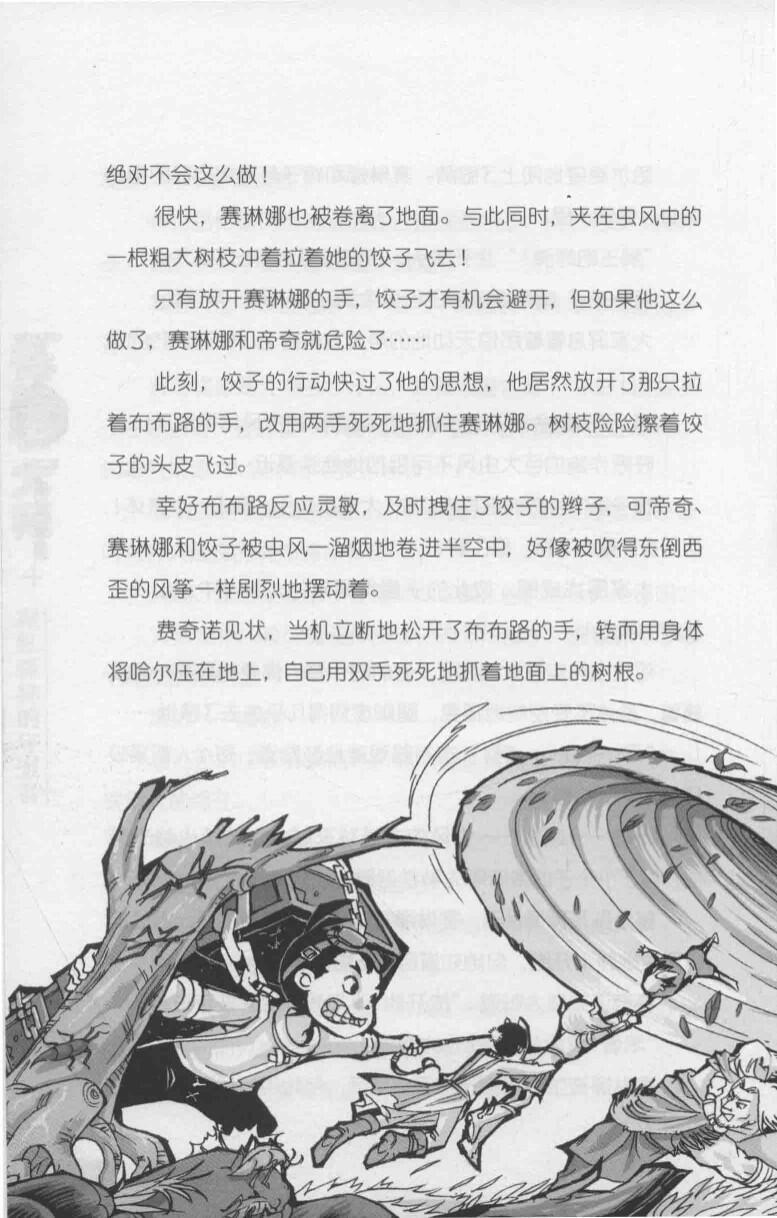 绝对不会这么做！
很快，赛琳娜也被卷离了地面。与此同时，夹在虫风中的
一根粗大树枝冲着拉着她的饺子飞去！
只有放开赛琳娜的手，饺子才有机会避开，但如果他这么
做了，赛琳娜和帝奇就危险了……
此刻，饺子的行动快过了他的思想，他居然放开了那只拉
着布布路的手，改用两手死死地抓住赛琳娜。树枝险险擦着饺
子的头皮飞过。
幸好布布路反应灵敏，及时拽住了饺子的辫子，可帝奇、
赛琳娜和饺子被虫风一溜烟地卷进半空中，好像被吹得东倒西
歪的风筝一样剧烈地摆动着。
费奇诺见状，当机立断地松开了布布路的手，转而用身体
将哈尔压在地上，自己用双手死死地抓着地面上的树根。